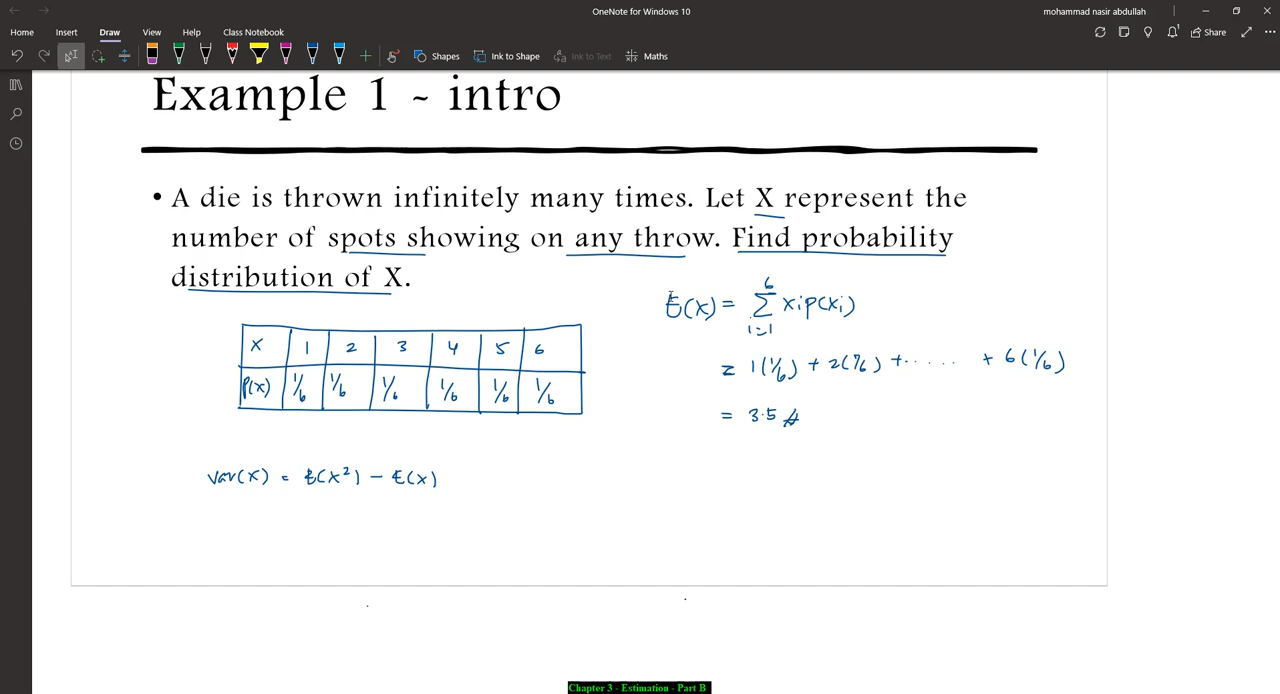 OneNote for Windows 10
mohammad nasir abdullah
Home Insert Draw View Help Class Notebook
Share
Shapes Ink to Shape Ink to Text Maths
Example 1 ~ intro
• A die is thrown infinitely many times. Let X represent the
number of spots showing on any throw. Find probability
distribution of X.
E(X) = 6 Σ i=1 xip(xi)
= 1(1/6) + 2(1/6) + ...... + 6(1/6)
= 3.5
X 1 2 3 4 5 6
P(X) 1/6 1/6 1/6 1/6 1/6 1/6
Var(X) = E(X²) - E(X)
Chapter 3 - Estimation - Part B